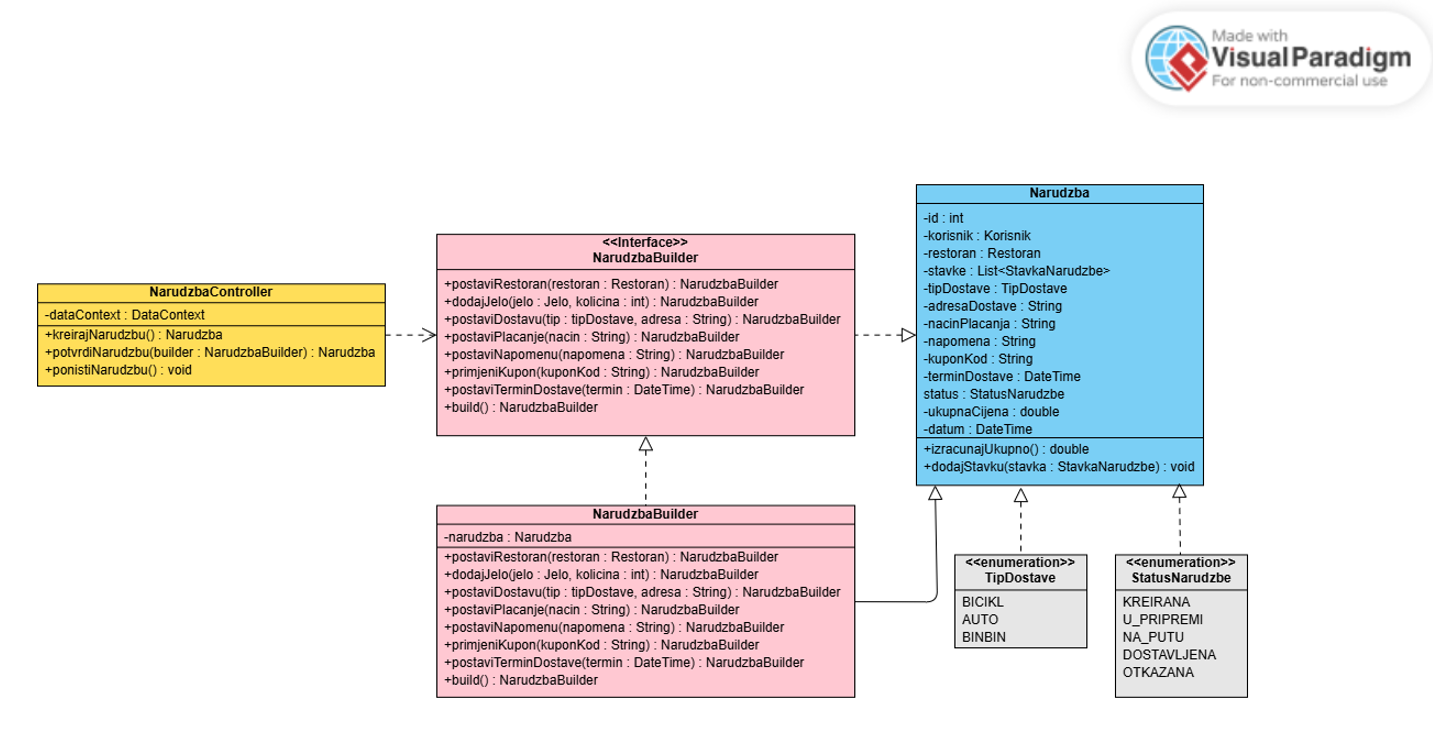 Made with
Visual Paradigm
For non-commercial use
NarudzbaController
-dataContext : DataContext
+kreirajNarudzbu() : Narudzba
+potvrdiNarudzbu(builder : NarudzbaBuilder) : Narudzba
+ponistiNarudzbu() : void
<<Interface>>
NarudzbaBuilder
+postaviRestoran(restoran : Restoran) : NarudzbaBuilder
+dodajJelo(jelo : Jelo, kolicina : int) : NarudzbaBuilder
+postaviDostavu(tip : tipDostave, adresa : String) : NarudzbaBuilder
+postaviPlacanje(nacin : String) : NarudzbaBuilder
+postaviNapomenu(napomena : String) : NarudzbaBuilder
+primjeniKupon(kuponKod : String) : NarudzbaBuilder
+postaviTerminDostave(termin : DateTime) : NarudzbaBuilder
+build() : NarudzbaBuilder
Narudzba
-id : int
-korisnik : Korisnik
-restoran : Restoran
-stavke : List<StavkaNarudzbe>
-tipDostave : TipDostave
-adresaDostave : String
-nacinPlacanja : String
-napomena : String
-kuponKod : String
-terminDostave : DateTime
status : StatusNarudzbe
-ukupnaCijena : double
-datum : DateTime
+izracunajUkupno() : double
+dodajStavku(stavka : StavkaNarudzbe) : void
NarudzbaBuilder
-narudzba : Narudzba
+postaviRestoran(restoran : Restoran) : NarudzbaBuilder
+dodajJelo(jelo : Jelo, kolicina : int) : NarudzbaBuilder
+postaviDostavu(tip : tipDostave, adresa : String) : NarudzbaBuilder
+postaviPlacanje(nacin : String) : NarudzbaBuilder
+postaviNapomenu(napomena : String) : NarudzbaBuilder
+primjeniKupon(kuponKod : String) : NarudzbaBuilder
+postaviTerminDostave(termin : DateTime) : NarudzbaBuilder
+build() : NarudzbaBuilder
<<enumeration>>
TipDostave
BICIKL
AUTO
BINBIN
<<enumeration>>
StatusNarudzbe
KREIRANA
U_PRIPREMI
NA_PUTU
DOSTAVLJENA
OTKAZANA